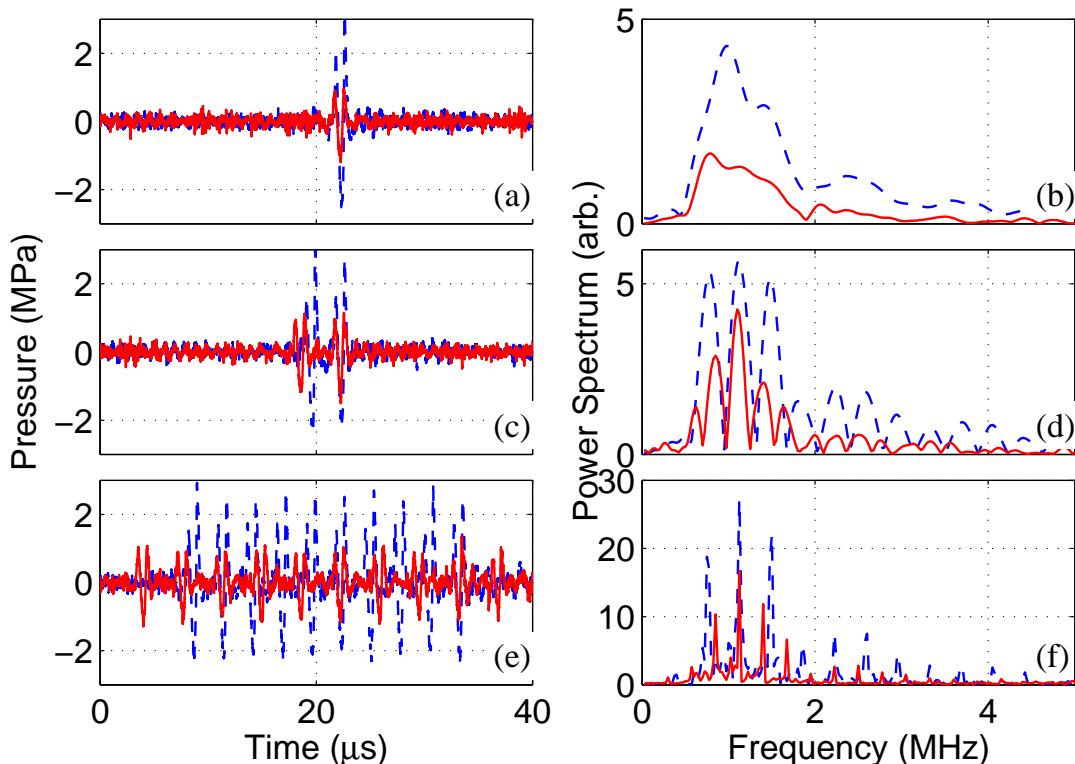 2
0
−2
(a)
5
0
(b)
2
0
−2
(c)
5
0
(d)
2
0
−2
(e)
0
20
40
30
20
10
0
(f)
0
2
4
Pressure (MPa)
Power Spectrum (arb.)
Time (μs)
Frequency (MHz)